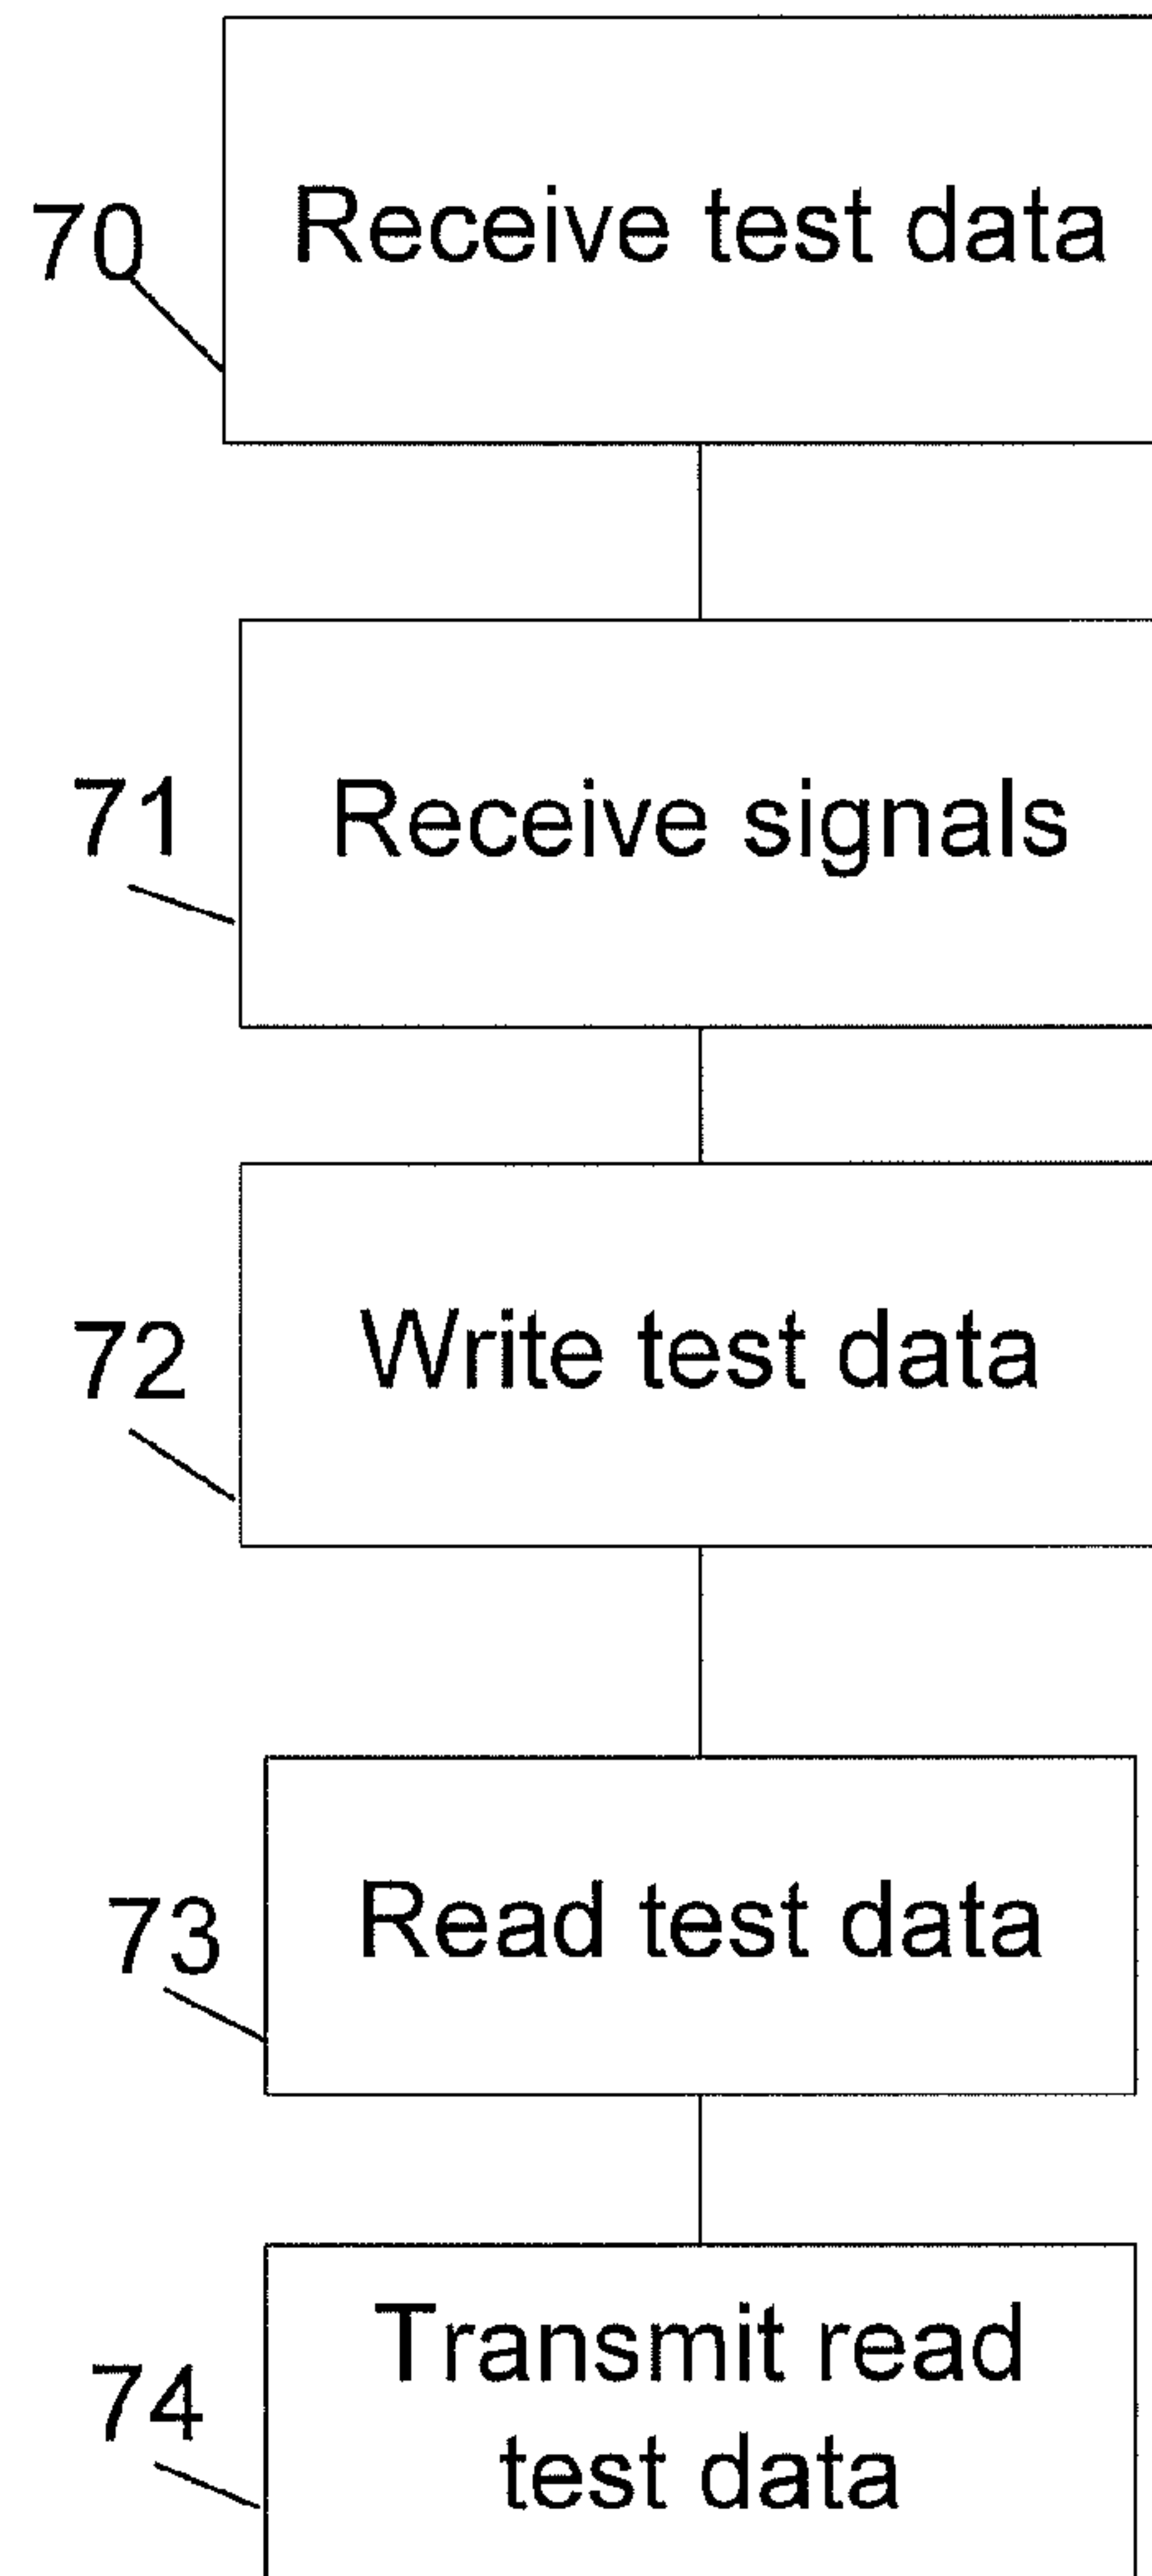 70
Receive test data
71
Receive signals
72
Write test data
73
Read test data
74
Transmit read
test data